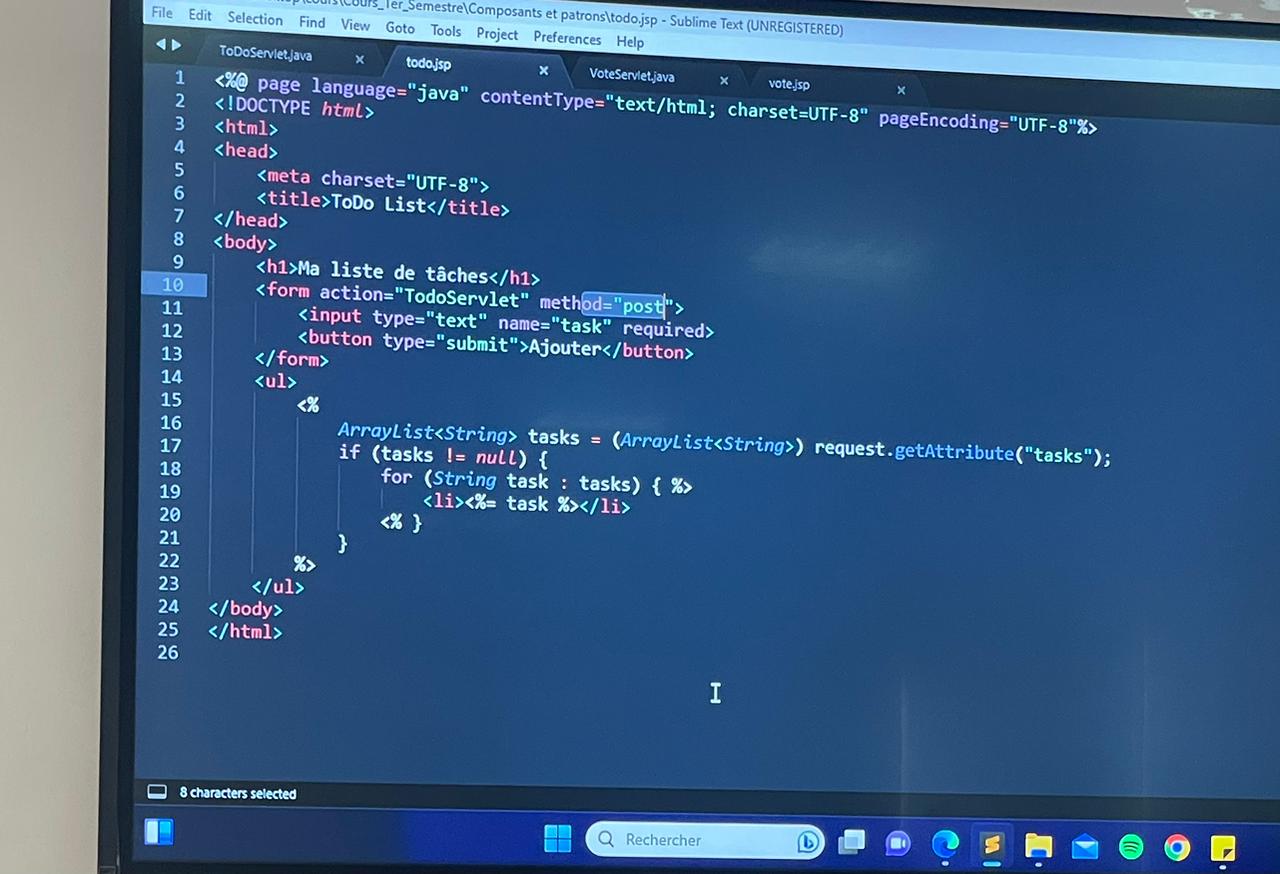 \Cours_1er_Semestre\Composants et patrons\todo.jsp - Sublime Text (UNREGISTERED)
File Edit Selection Find View Goto Tools Project Preferences Help
ToDoServlet.java todo.jsp VoteServlet.java vote.jsp
1 <%@ page language="java" contentType="text/html; charset=UTF-8" pageEncoding="UTF-8"%>
2 <!DOCTYPE html>
3 <html>
4 <head>
5 <meta charset="UTF-8">
6 <title>ToDo List</title>
7 </head>
8 <body>
9 <h1>Ma liste de tâches</h1>
10 <form action="TodoServlet" method="post">
11 <input type="text" name="task" required>
12 <button type="submit">Ajouter</button>
13 </form>
14 <ul>
15 <%
16 ArrayList<String> tasks = (ArrayList<String>) request.getAttribute("tasks");
17 if (tasks != null) {
18 for (String task : tasks) { %>
19 <li><%= task %></li>
20 <% }
21 }
22 %>
23 </ul>
24 </body>
25 </html>
26
8 characters selected
Rechercher